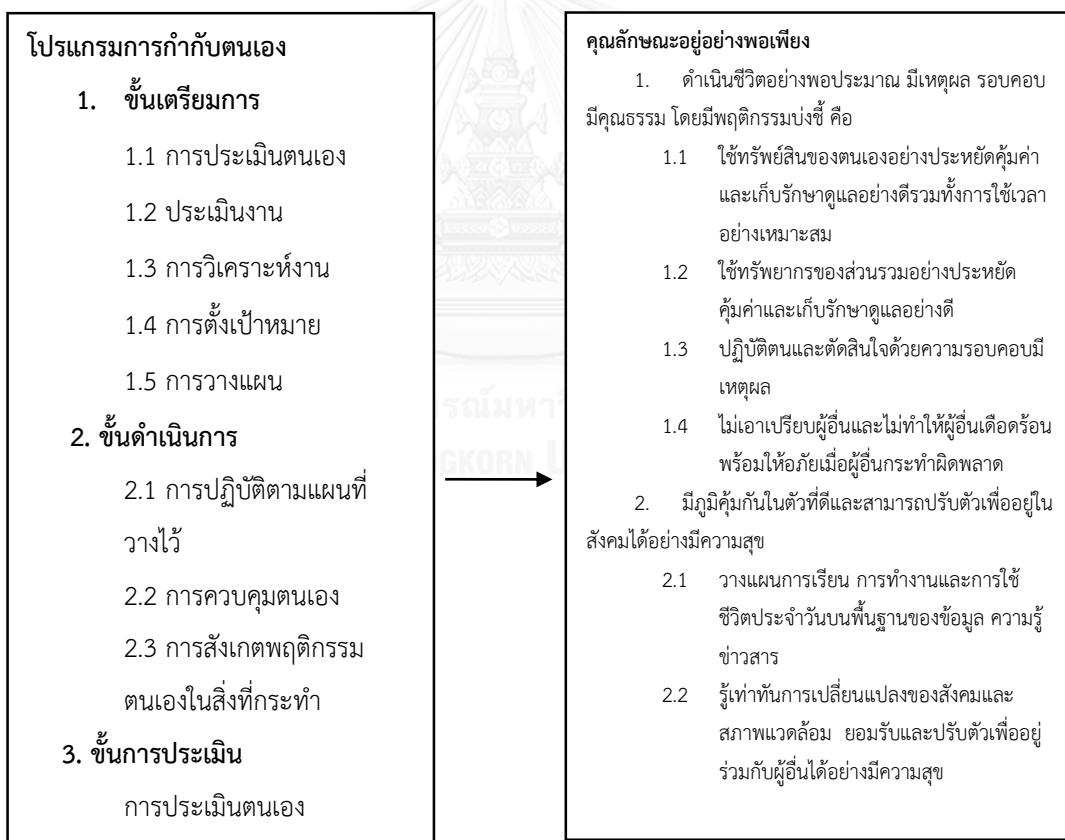 โปรแกรมการกำกับตนเอง
1. ขั้นเตรียมการ
1.1 การประเมินตนเอง
1.2 ประเมินงาน
1.3 การวิเคราะห์งาน
1.4 การตั้งเป้าหมาย
1.5 การวางแผน
2. ขั้นดำเนินการ
2.1 การปฏิบัติตามแผนที่
วางไว้
2.2 การควบคุมตนเอง
2.3 การสังเกตพฤติกรรม
ตนเองในสิ่งที่กระทำ
3. ขั้นการประเมิน
การประเมินตนเอง
คุณลักษณะอยู่อย่างพอเพียง
1. ดำเนินชีวิตอย่างพอประมาณ มีเหตุผล รอบคอบ
มีคุณธรรม โดยมีพฤติกรรมบ่งชี้ คือ
1.1 ใช้ทรัพย์สินของตนเองอย่างประหยัดคุ้มค่า
และเก็บรักษาดูแลอย่างดีรวมทั้งการใช้เวลา
อย่างเหมาะสม
1.2 ใช้ทรัพยากรของส่วนรวมอย่างประหยัด
คุ้มค่าและเก็บรักษาดูแลอย่างดี
1.3 ปฏิบัติตนและตัดสินใจด้วยความรอบคอบมี
เหตุผล
1.4 ไม่เอาเปรียบผู้อื่นและไม่ทำให้ผู้อื่นเดือดร้อน
พร้อมให้อภัยเมื่อผู้อื่นกระทำผิดพลาด
2. มีภูมิคุ้มกันในตัวที่ดีและสามารถปรับตัวเพื่ออยู่ใน
สังคมได้อย่างมีความสุข
2.1 วางแผนการเรียน การทำงานและการใช้
ชีวิตประจำวันบนพื้นฐานของข้อมูล ความรู้
ข่าวสาร
2.2 รู้เท่าทันการเปลี่ยนแปลงของสังคมและ
สภาพแวดล้อม ยอมรับและปรับตัวเพื่ออยู่
ร่วมกับผู้อื่นได้อย่างมีความสุข